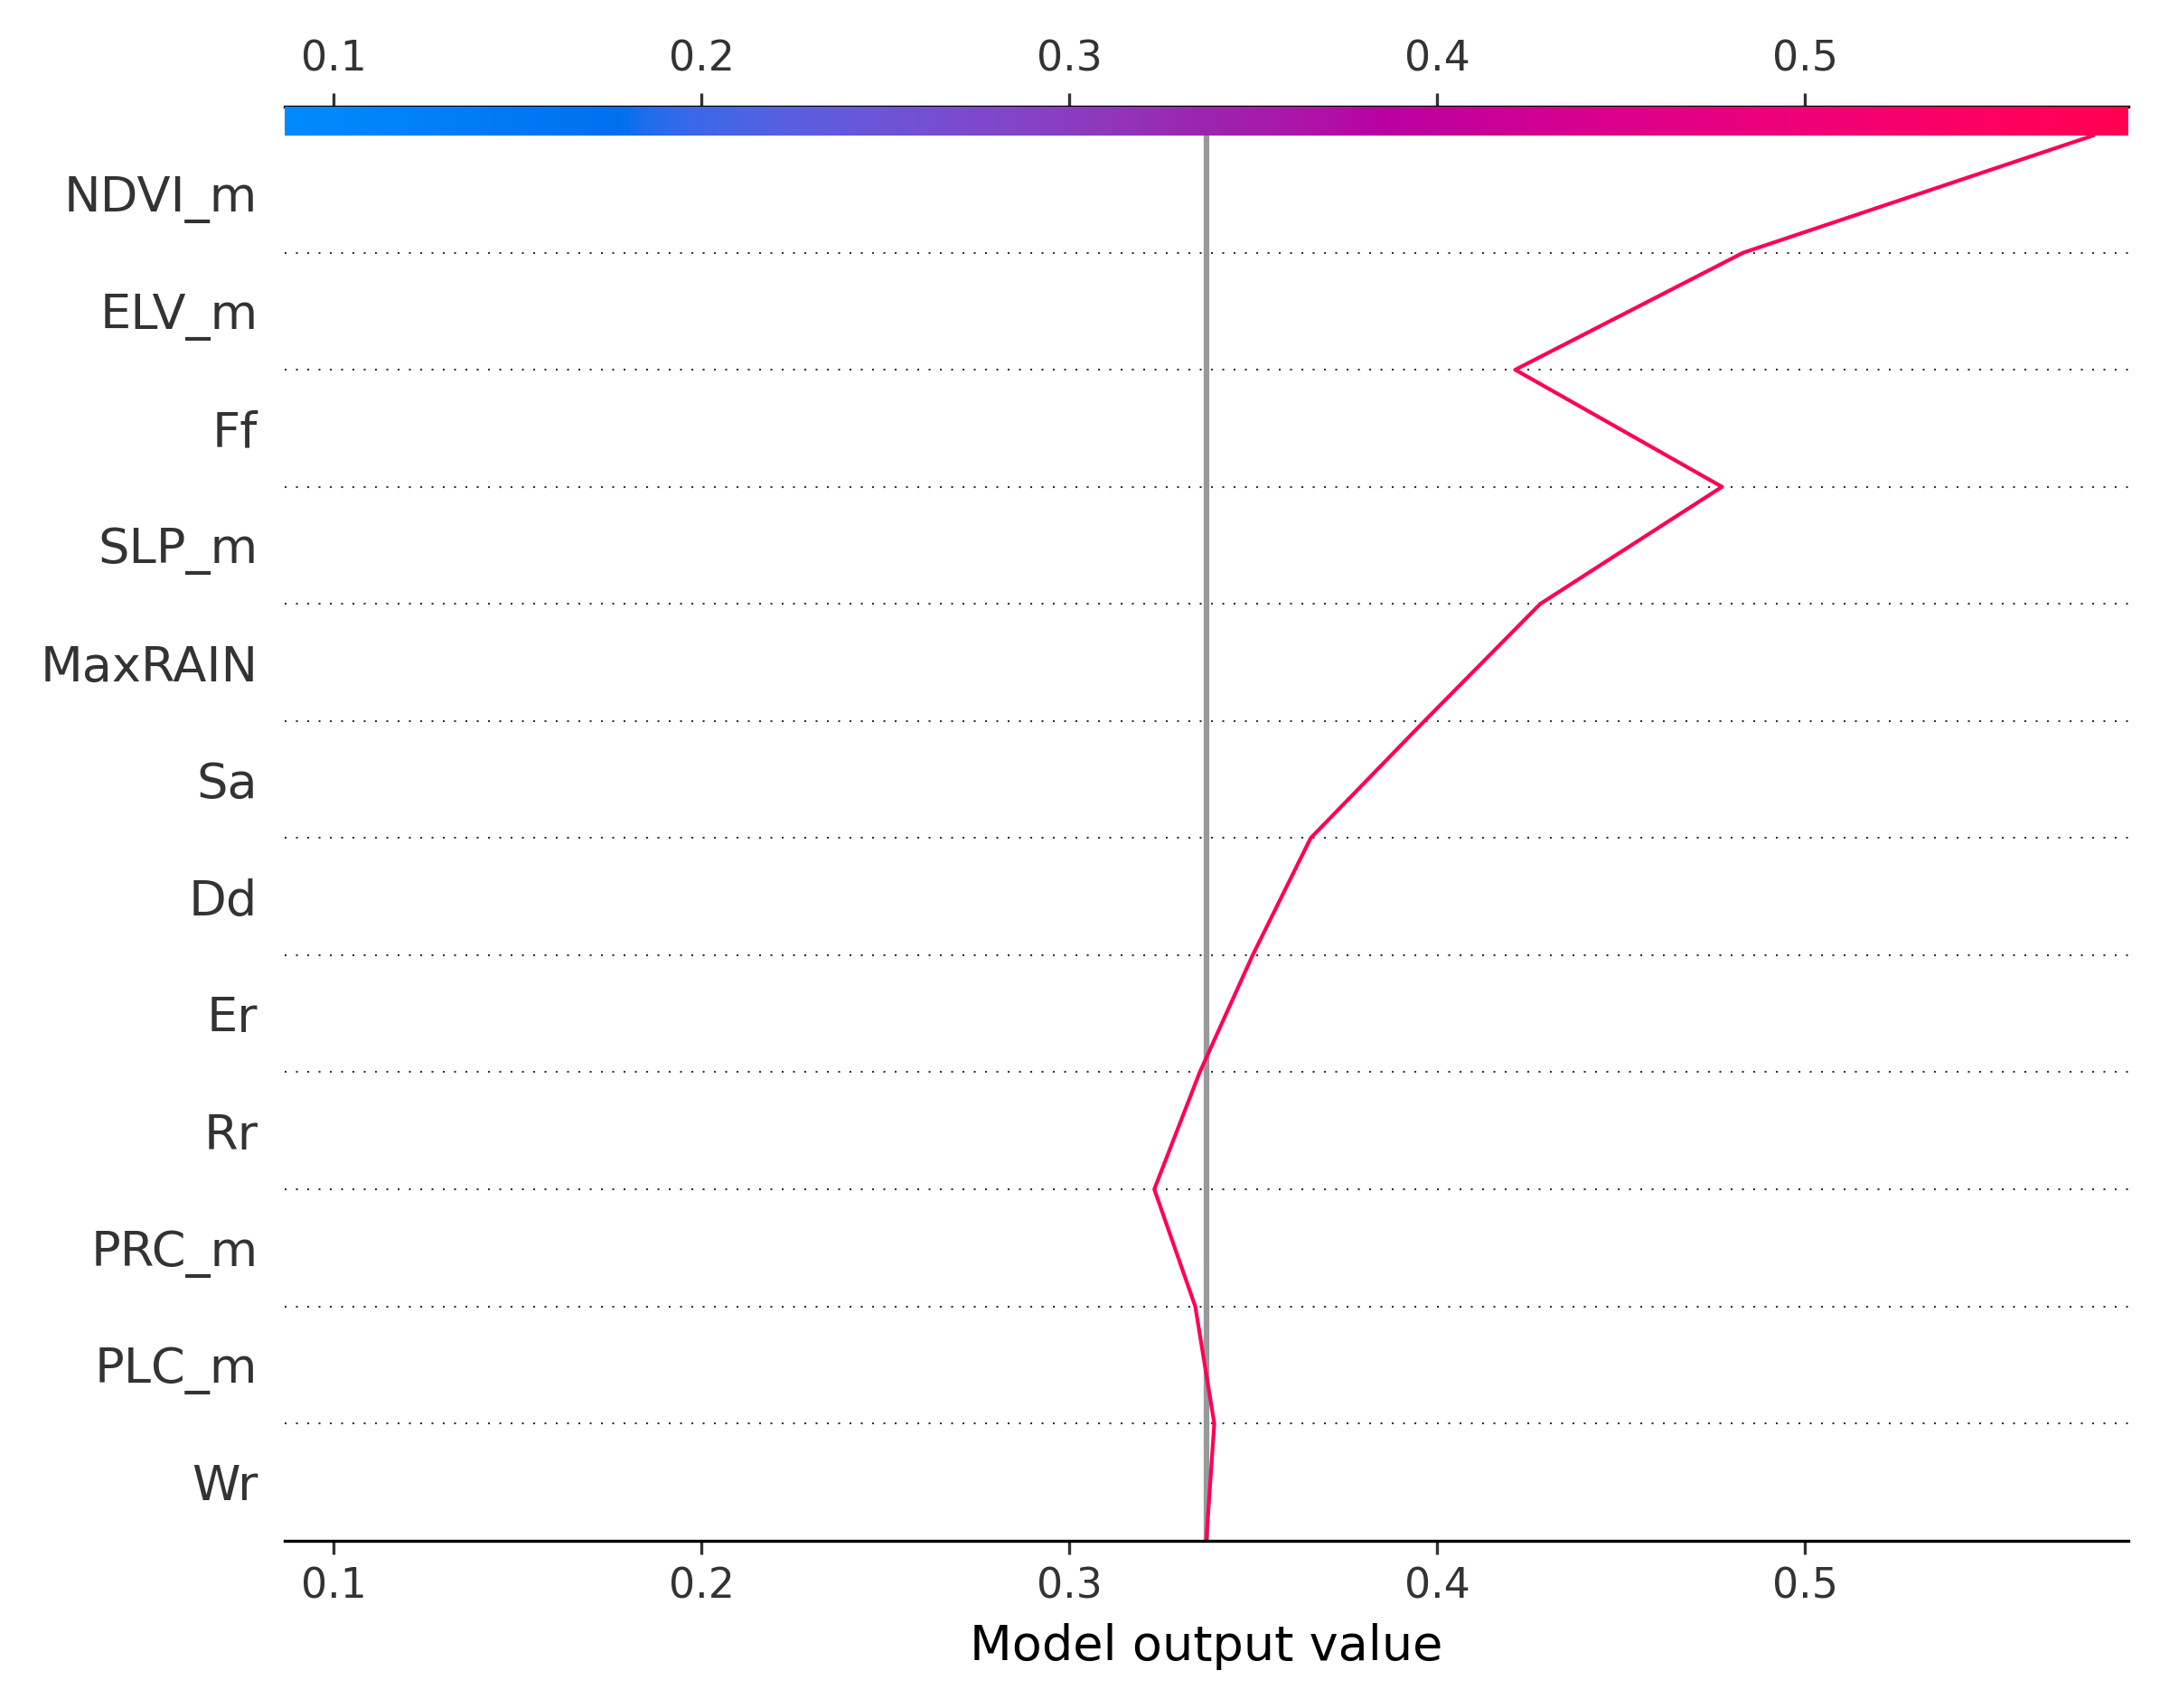 0.1 0.2 0.3 0.4 0.5
NDVI_m
ELV_m
Ff
SLP_m
MaxRAIN
Sa
Dd
Er
Rr
PRC_m
PLC_m
Wr
0.1 0.2 0.3 0.4 0.5
Model output value